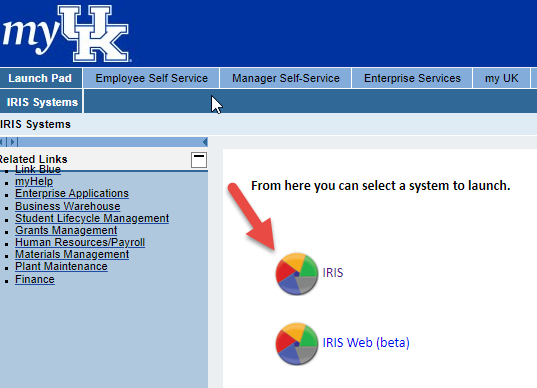 my UK
Launch Pad Employee Self Service Manager Self-Service Enterprise Services my UK
IRIS Systems
IRIS Systems
Related Links
Link Blue
myHelp
Enterprise Applications
Business Warehouse
Student Lifecycle Management
Grants Management
Human Resources/Payroll
Materials Management
Plant Maintenance
Finance
From here you can select a system to launch.
IRIS
IRIS Web (beta)